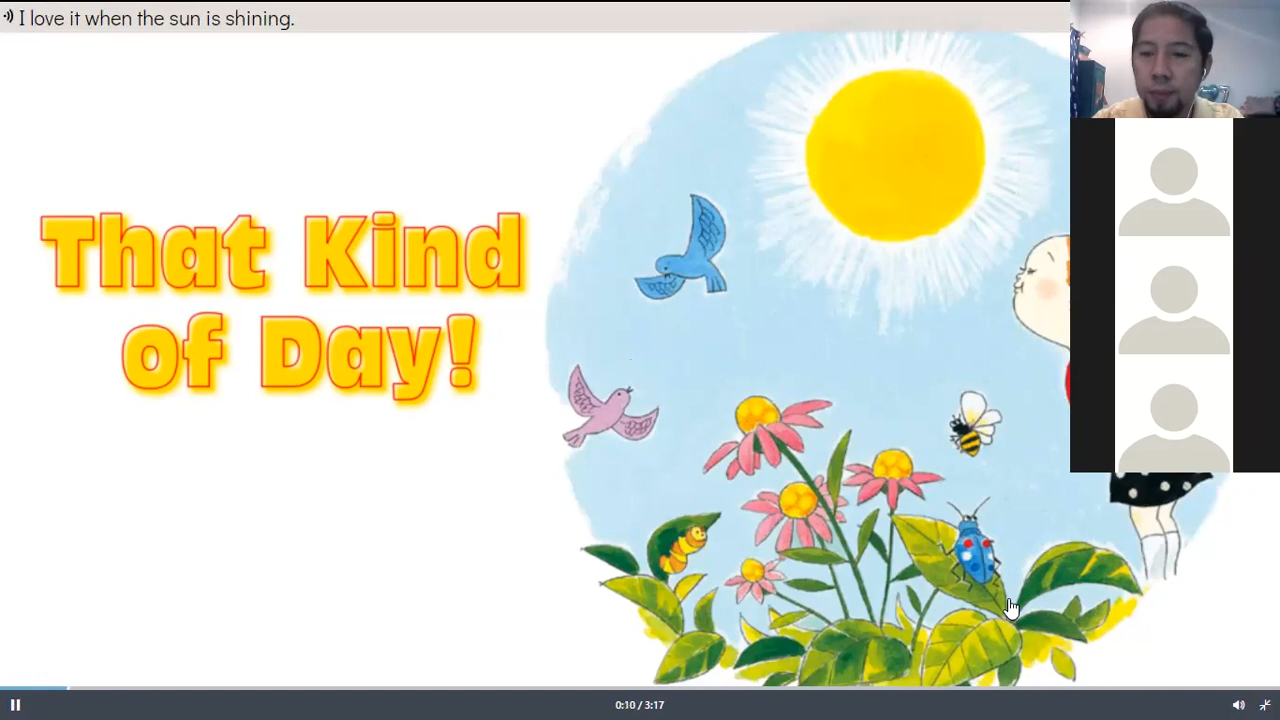 I love it when the sun is shining.
That Kind
of Day!
0:10 / 3:17